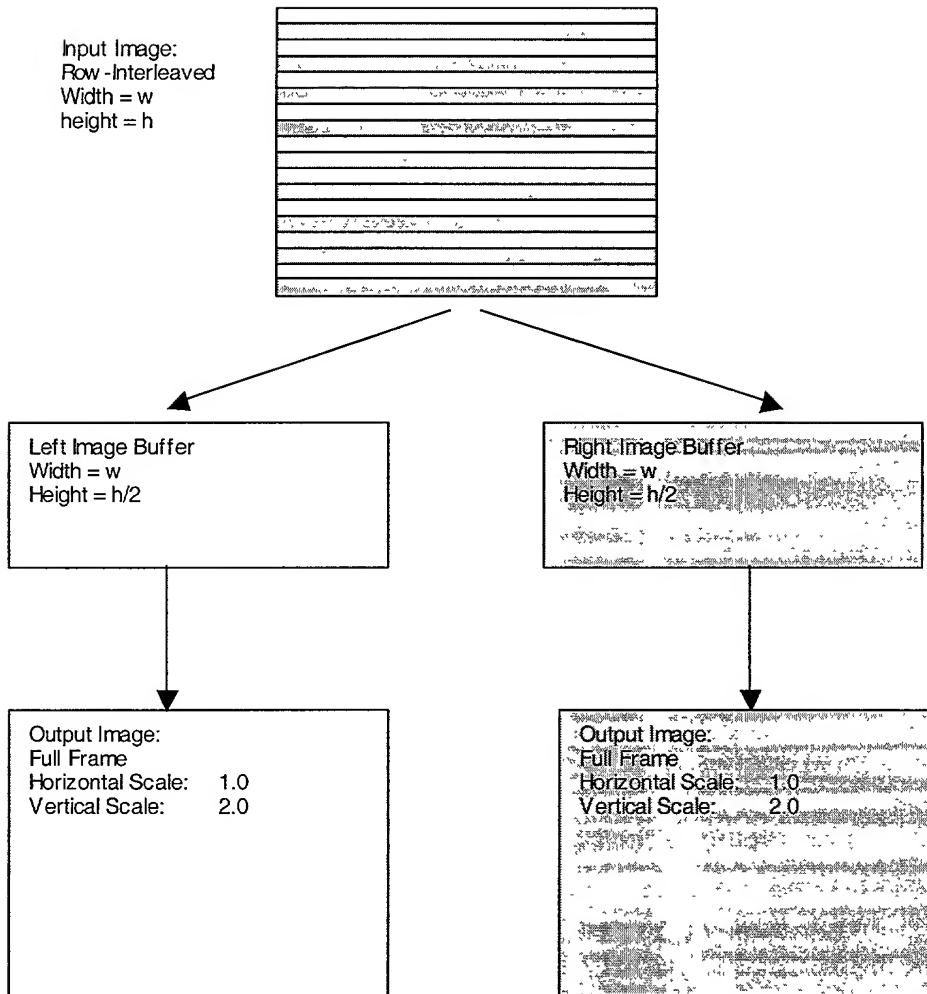 Input Image:
Row-Interleaved
Width = w
height = h
Left Image Buffer
Width = w
Height = h/2
Right Image Buffer
Width = w
Height = h/2
Output Image:
Full Frame
Horizontal Scale: 1.0
Vertical Scale: 2.0
Output Image:
Full Frame
Horizontal Scale: 1.0
Vertical Scale: 2.0